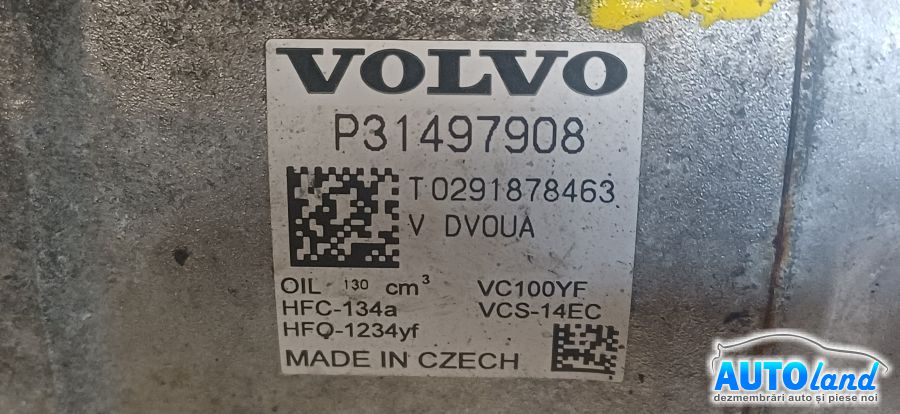 VOLVO
P31497908
T0291878463
V DVOUA
OIL 130 cm³ VC100YF
HFC-134a VCS-14EC
HFO-1234yf
MADE IN CZECH
AUTOland
dezmembrări auto și piese noi